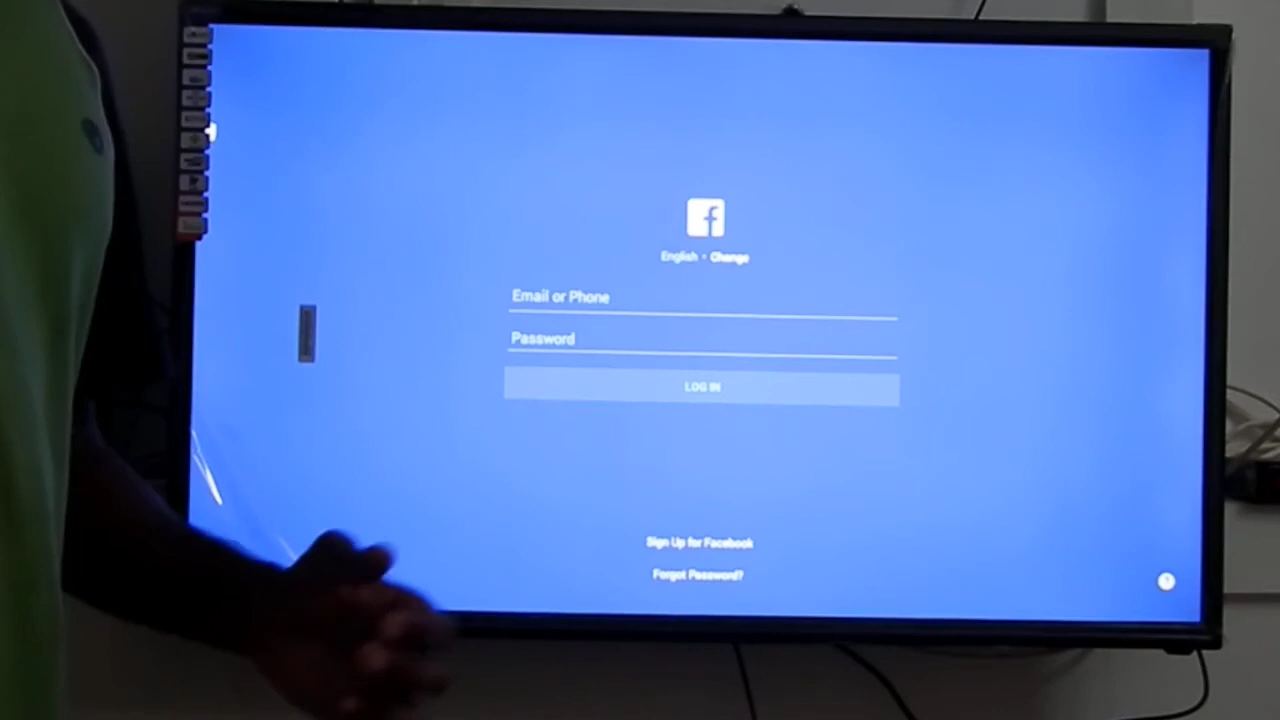 f
English · Change
Email or Phone
Password
LOG IN
Sign Up for Facebook
Forgot Password?